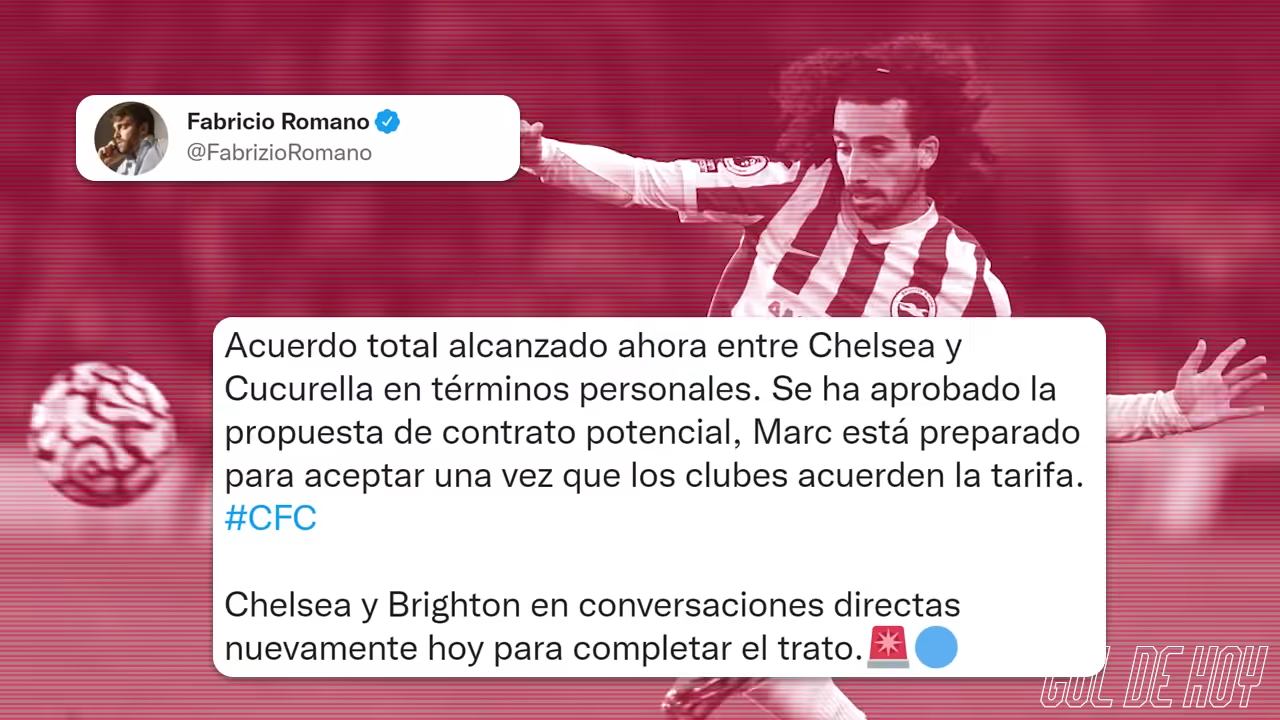 Fabricio Romano
@FabrizioRomano
Acuerdo total alcanzado ahora entre Chelsea y
Cucurella en términos personales. Se ha aprobado la
propuesta de contrato potencial, Marc está preparado
para aceptar una vez que los clubes acuerden la tarifa.
#CFC
Chelsea y Brighton en conversaciones directas
nuevamente hoy para completar el trato.
GOL DE HOY